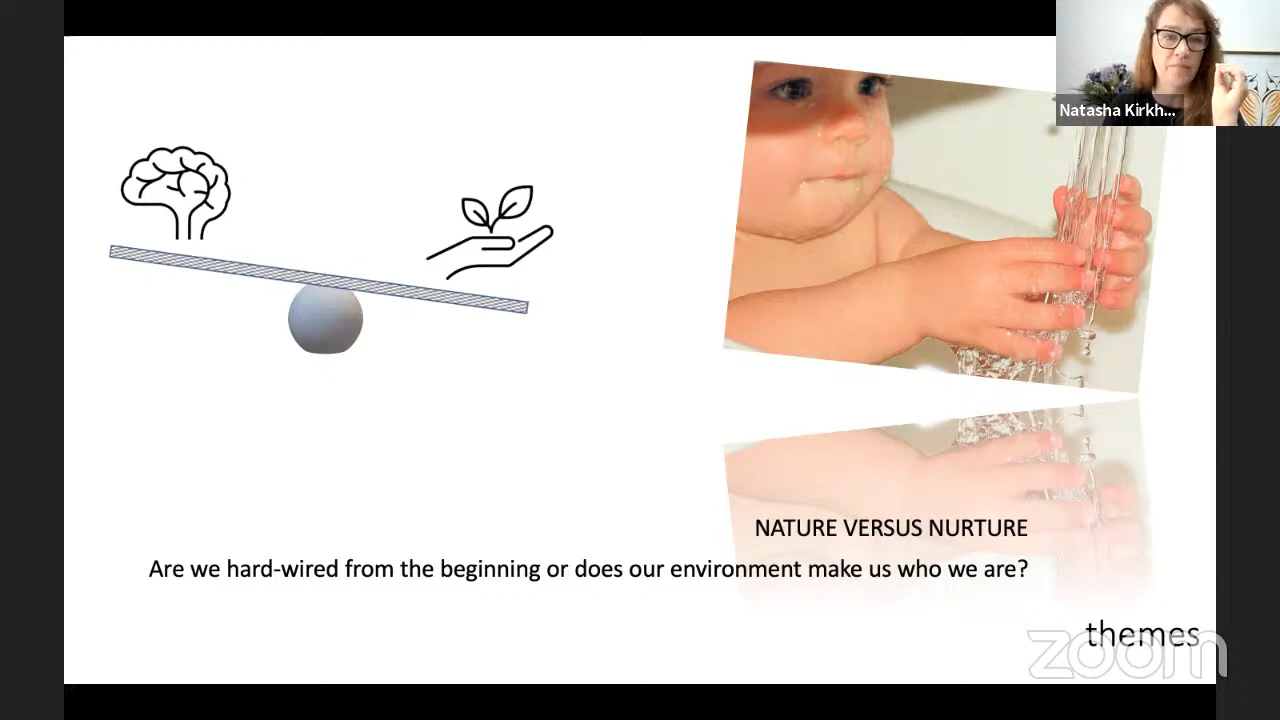 Natasha Kirkh...
NATURE VERSUS NURTURE
Are we hard-wired from the beginning or does our environment make us who we are?
themes
zoom